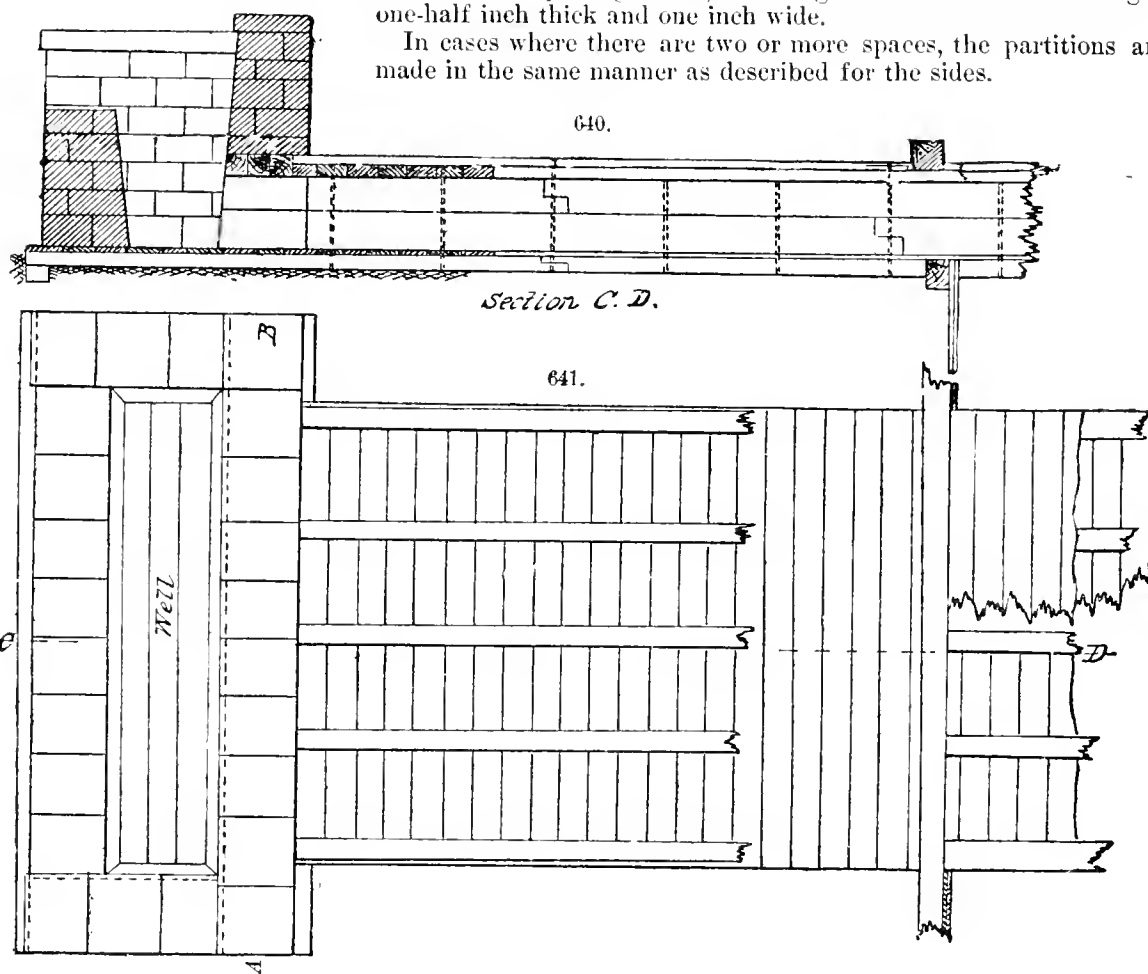 one-half inch thick and one inch wide.
In cases where there are two or more spaces, the partitions
made in the same manner as described for the sides.
640.
Section C. D.
B
641.
Well
C
D
A